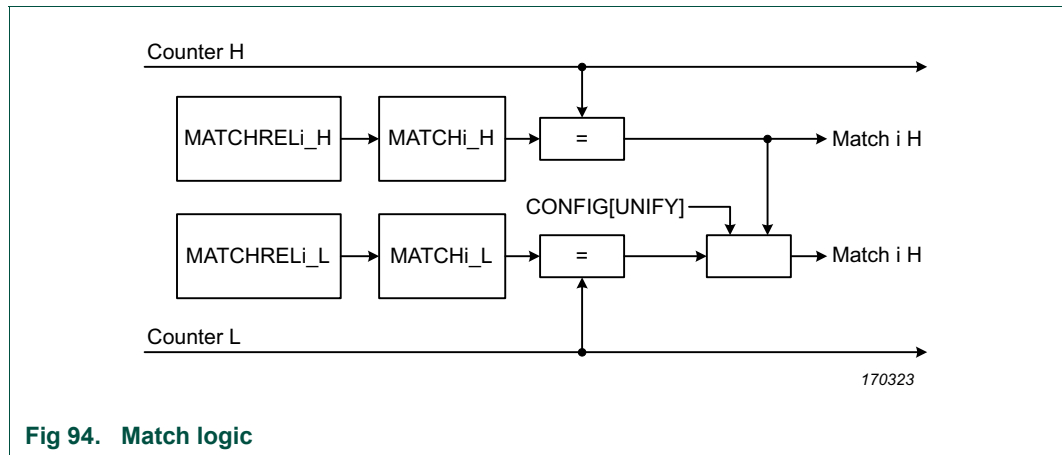 Counter H
MATCHRELi_H
MATCHi_H
=
Match i H
CONFIG[UNIFY]
MATCHRELi_L
MATCHi_L
=
Match i H
Counter L
170323
Fig 94. Match logic